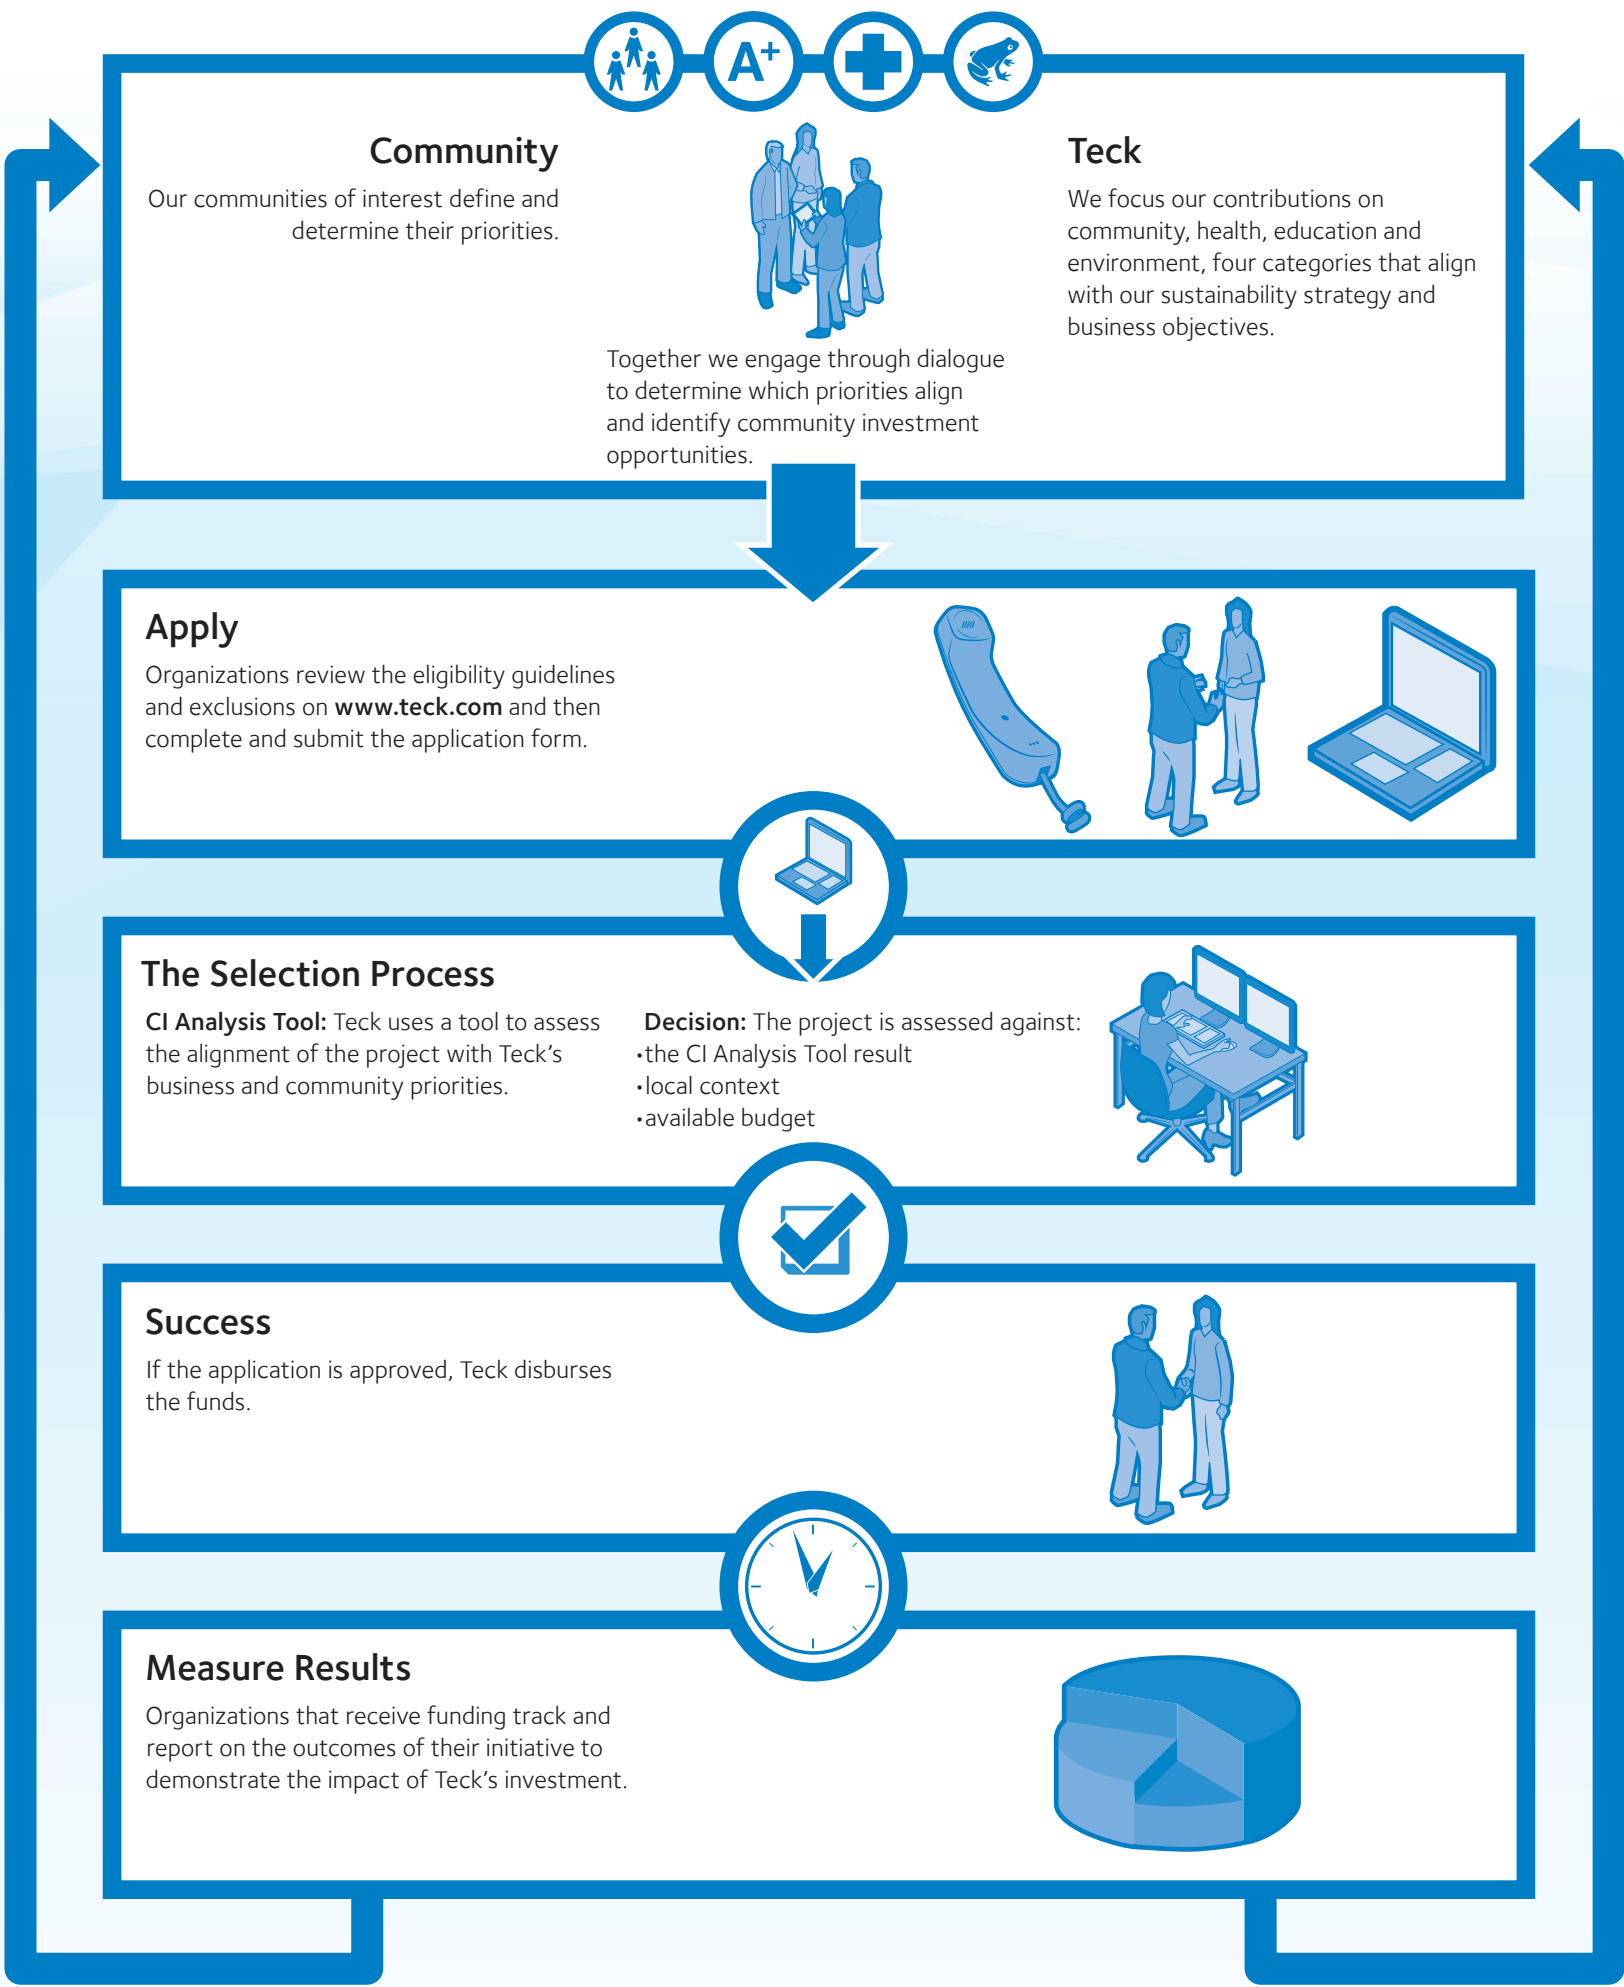 A+
Community
Our communities of interest define and
determine their priorities.
Together we engage through dialogue
to determine which priorities align
and identify community investment
opportunities.
Teck
We focus our contributions on
community, health, education and
environment, four categories that align
with our sustainability strategy and
business objectives.
Apply
Organizations review the eligibility guidelines
and exclusions on www.teck.com and then
complete and submit the application form.
The Selection Process
CI Analysis Tool: Teck uses a tool to assess
the alignment of the project with Teck's
business and community priorities.
Decision: The project is assessed against:
•the CI Analysis Tool result
•local context
•available budget
Success
If the application is approved, Teck disburses
the funds.
Measure Results
Organizations that receive funding track and
report on the outcomes of their initiative to
demonstrate the impact of Teck's investment.